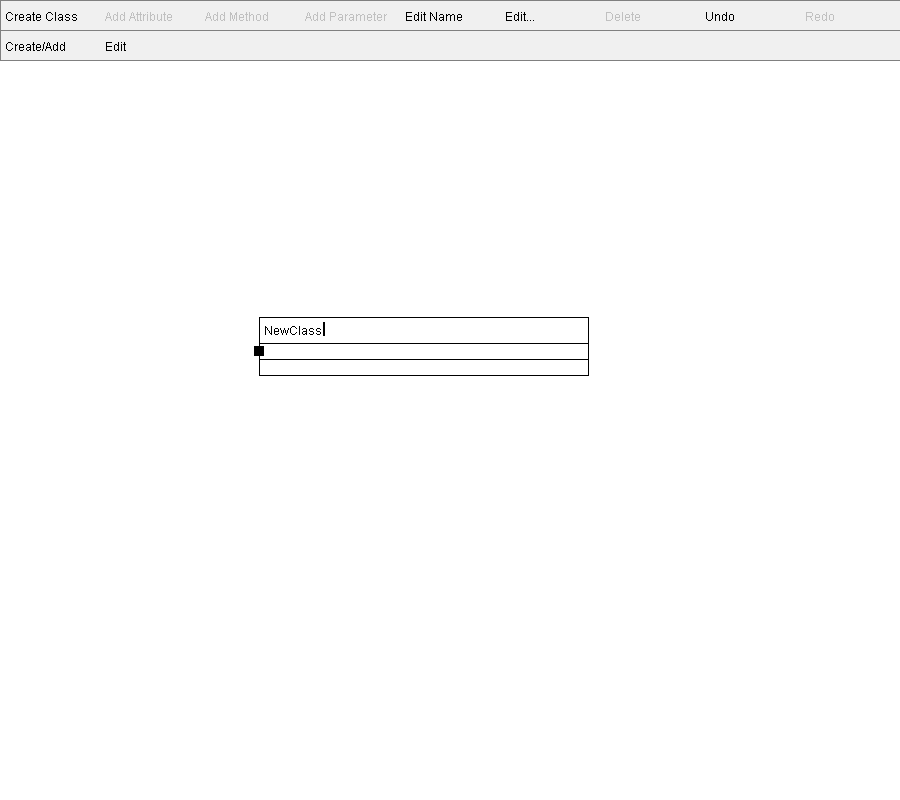 Create Class Add Attribute Add Method Add Parameter Edit Name Edit... Delete Undo Redo
Create/Add Edit
NewClass